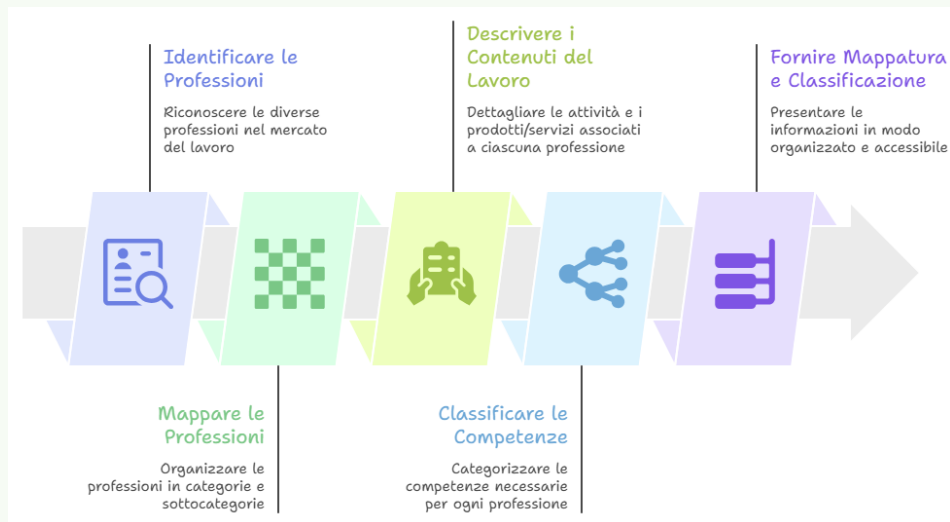 Identificare le
Professioni
Riconoscere le diverse
professioni nel mercato
del lavoro
Mappare le
Professioni
Organizzare le
professioni in categorie e
sottocategorie
Descrivere i
Contenuti del
Lavoro
Dettagliare le attività e i
prodotti/servizi associati
a ciascuna professione
Classificare le
Competenze
Categorizzare le
competenze necessarie
per ogni professione
Fornire Mappatura
e Classificazione
Presentare le
informazioni in modo
organizzato e accessibile